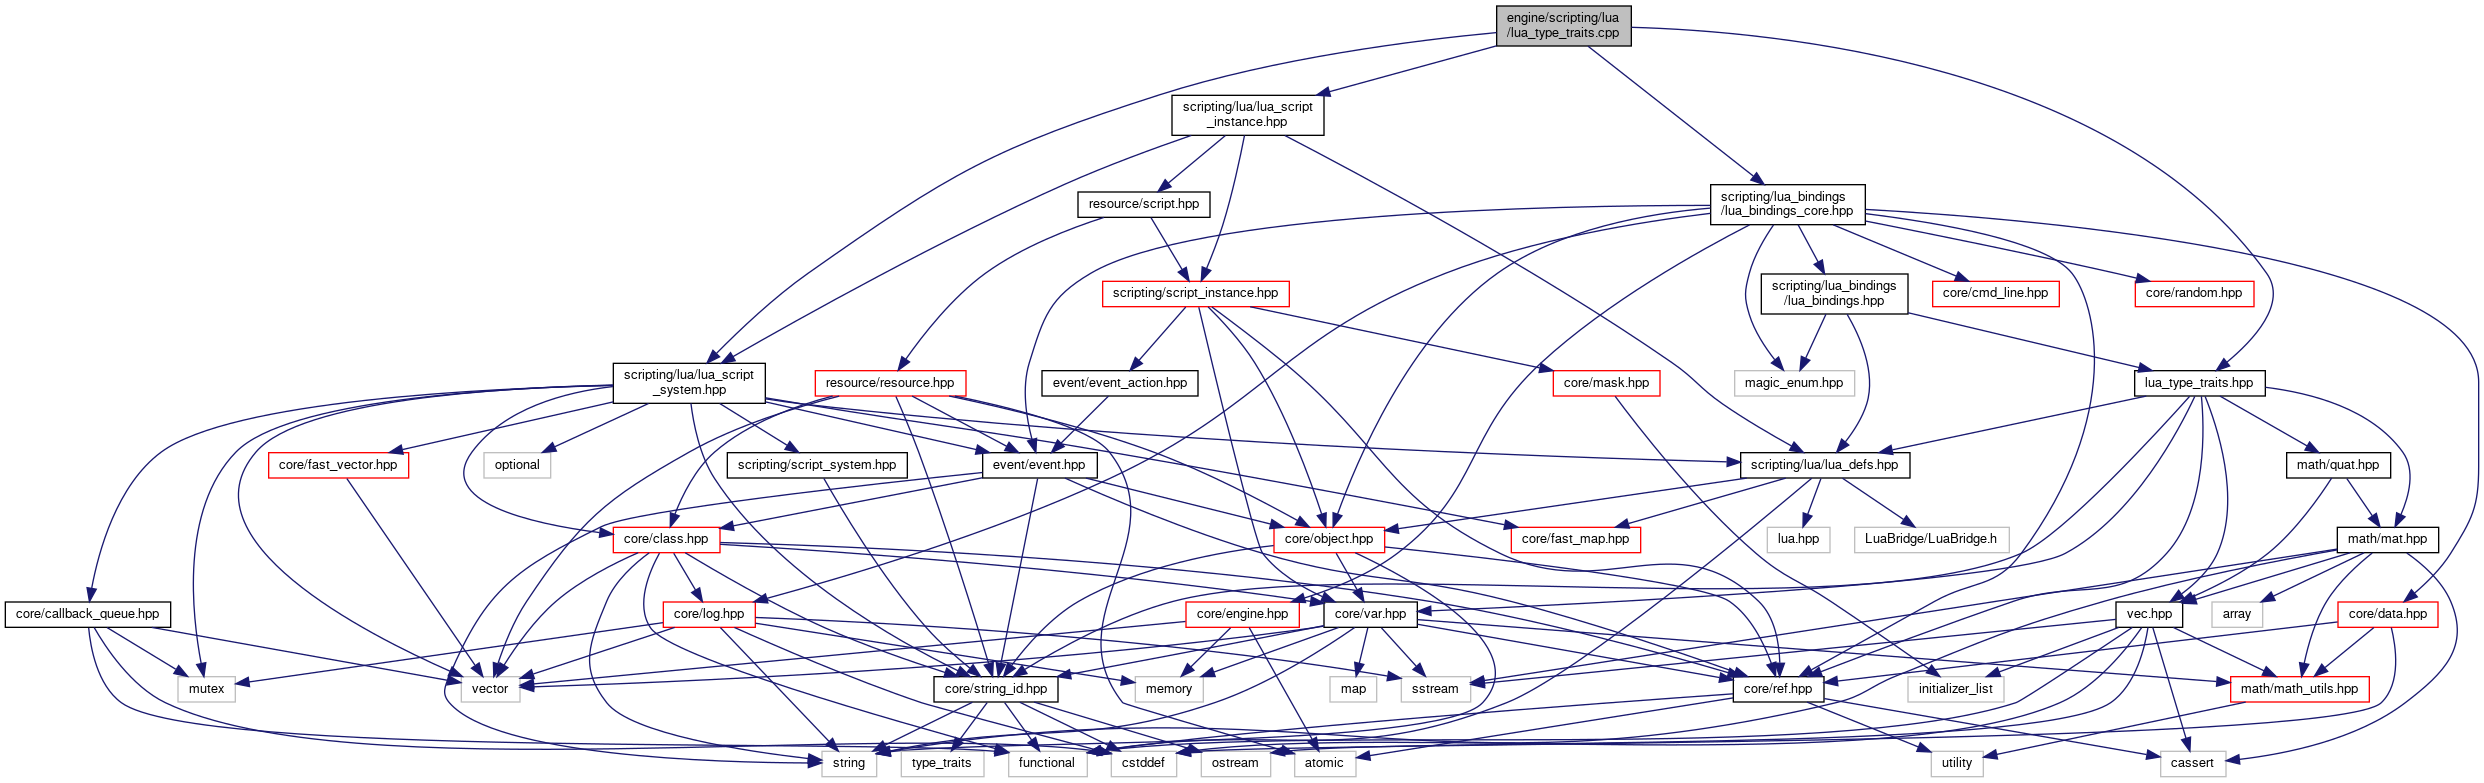 engine/scripting/lua
/lua_type_traits.cpp
scripting/lua/lua_script
_instance.hpp
resource/script.hpp
scripting/lua_bindings
/lua_bindings_core.hpp
scripting/script_instance.hpp
scripting/lua_bindings
/lua_bindings.hpp
core/cmd_line.hpp
core/random.hpp
scripting/lua/lua_script
_system.hpp
resource/resource.hpp
event/event_action.hpp
core/mask.hpp
magic_enum.hpp
lua_type_traits.hpp
core/fast_vector.hpp
optional
scripting/script_system.hpp
event/event.hpp
scripting/lua/lua_defs.hpp
math/quat.hpp
core/class.hpp
core/object.hpp
core/fast_map.hpp
lua.hpp
LuaBridge/LuaBridge.h
math/mat.hpp
core/callback_queue.hpp
core/log.hpp
core/engine.hpp
core/var.hpp
vec.hpp
array
core/data.hpp
mutex
vector
core/string_id.hpp
memory
map
sstream
core/ref.hpp
initializer_list
math/math_utils.hpp
string
type_traits
functional
cstddef
ostream
atomic
utility
cassert